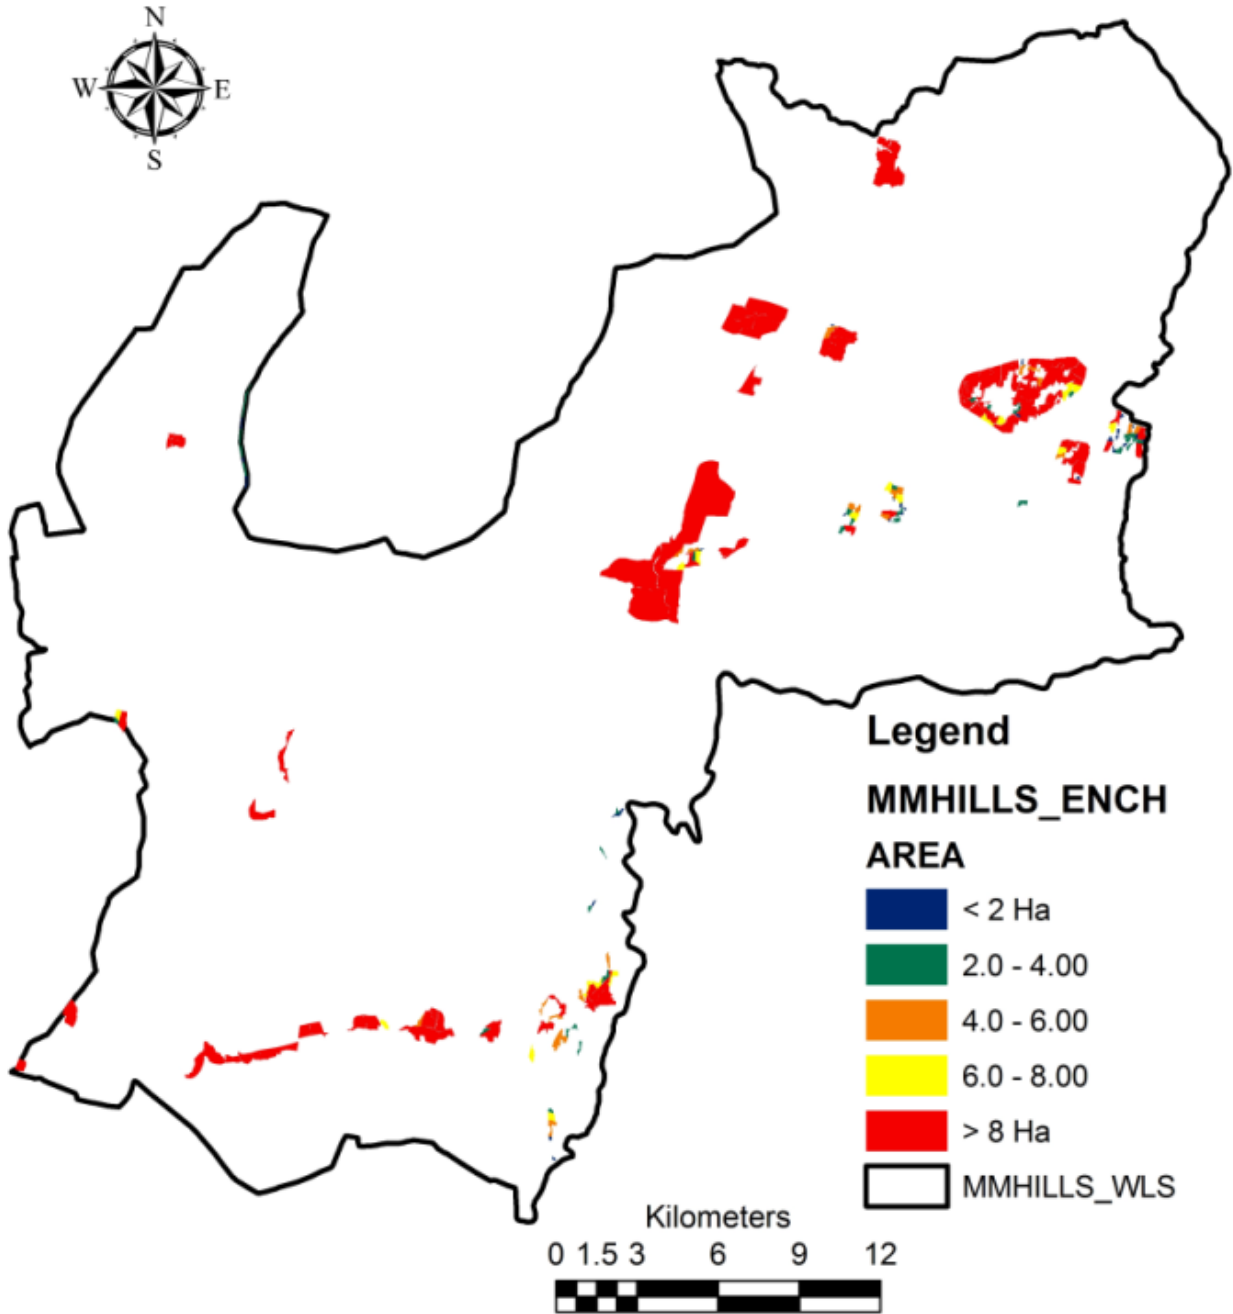 N
W E
S
Legend
MMHILLS_ENCH
AREA
< 2 Ha
2.0 - 4.00
4.0 - 6.00
6.0 - 8.00
> 8 Ha
MMHILLS_WLS
Kilometers
0 1.5 3 6 9 12